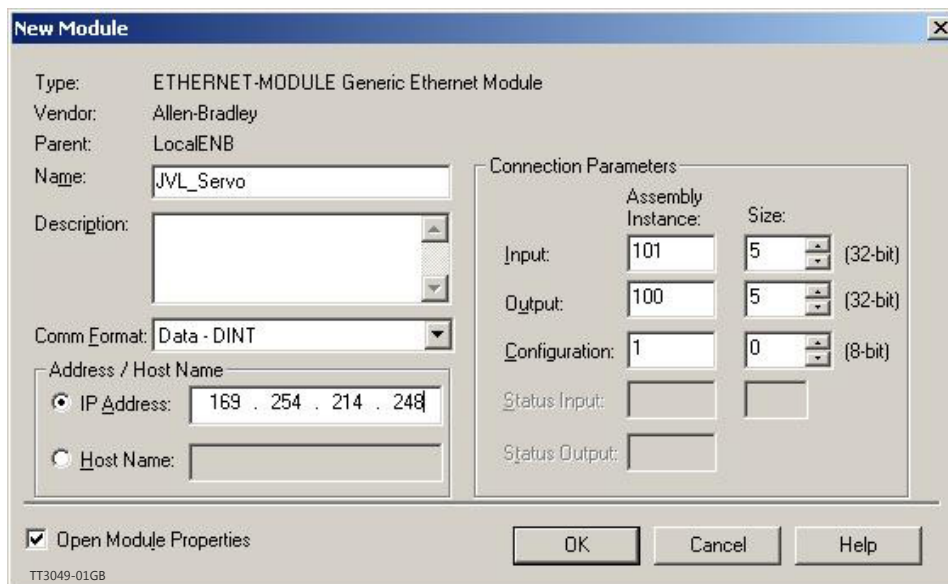 New Module
Type: ETHERNET-MODULE Generic Ethernet Module
Vendor: Allen-Bradley
Parent: LocalENB
Name: JVL_Servo
Description:
Comm Format: Data - DINT
Address / Host Name
IP Address: 169 . 254 . 214 . 248
Host Name:
Connection Parameters
Assembly
Instance: Size:
Input: 101 5 (32-bit)
Output: 100 5 (32-bit)
Configuration: 1 0 (8-bit)
Status Input:
Status Output:
Open Module Properties
OK Cancel Help
TT3049-01GB